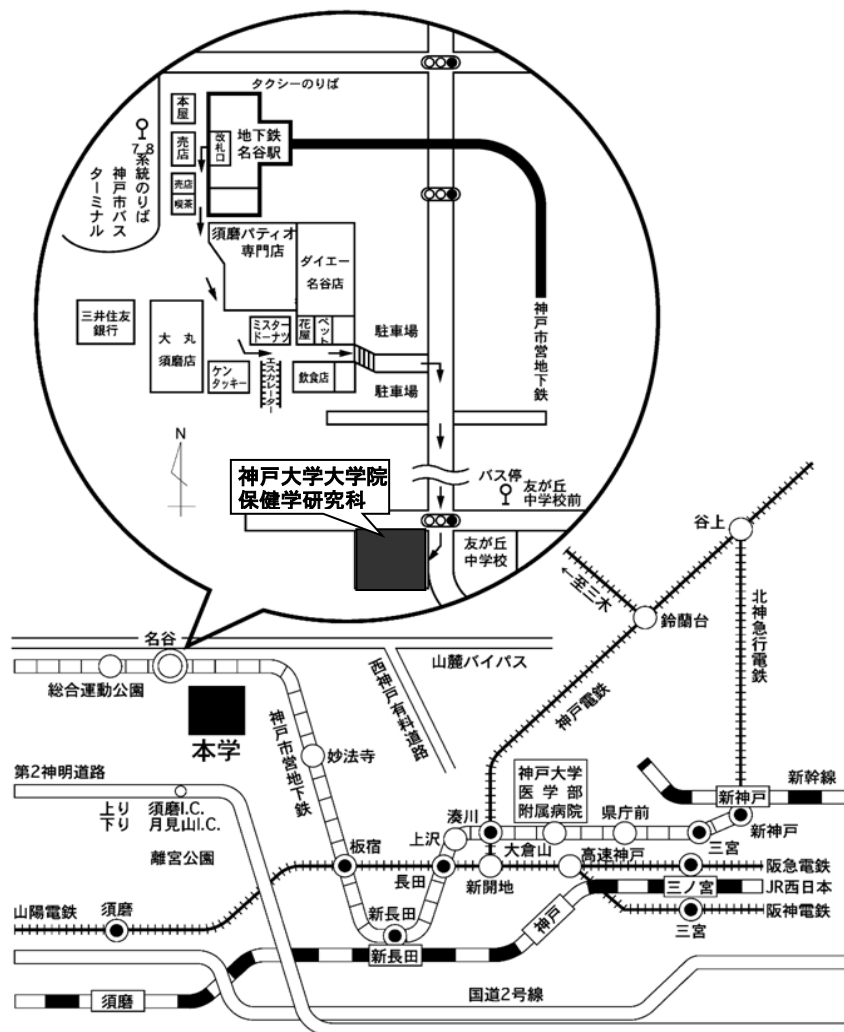 タクシーのりば
本屋
売店
改札口
地下鉄
名谷駅
7,8
系統のりば
神戸市バス
ターミナル
売店
喫茶
須磨パティオ
専門店
ダイエー
名谷店
神戸市営地下鉄
三井住友
銀行
大丸
須磨店
ミスター
ドーナツ
花屋
ペット
駐車場
ケン
タッキー
エスカレーター
飲食店
駐車場
N
神戸大学大学院
保健学研究科
バス停
友が丘
中学校前
友が丘
中学校
谷上
←至三木
鈴蘭台
北神急行電鉄
名谷
山麓バイパス
総合運動公園
西神戸有料道路
神戸電鉄
本学
神戸市営地下鉄
妙法寺
第2神明道路
上り 須磨I.C.
下り 月見山I.C.
離宮公園
神戸大学
医学部
附属病院
新幹線
新神戸
湊川
県庁前
新神戸
上沢
大倉山
三宮
板宿
高速神戸
長田
新開地
阪急電鉄
三ノ宮
JR西日本
山陽電鉄
須磨
新長田
神戸
阪神電鉄
三宮
新長田
須磨
国道2号線